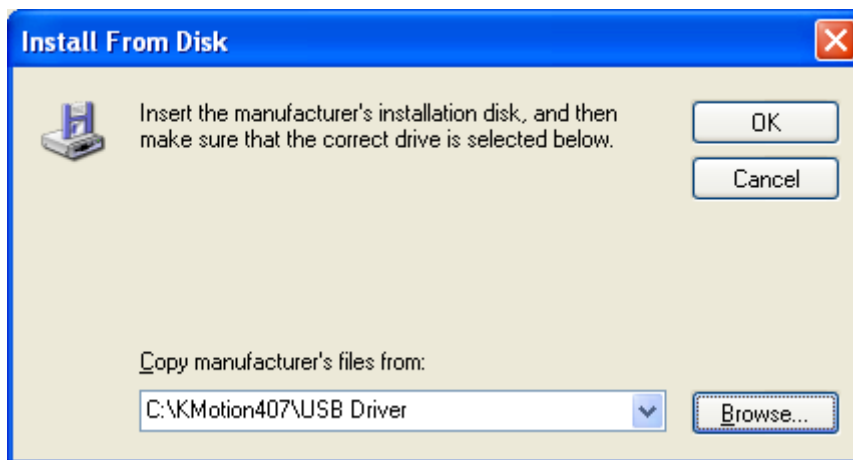 Install From Disk
Insert the manufacturer's installation disk, and then
make sure that the correct drive is selected below.
OK
Cancel
Copy manufacturer's files from:
C:\KMotion407\USB Driver
Browse...